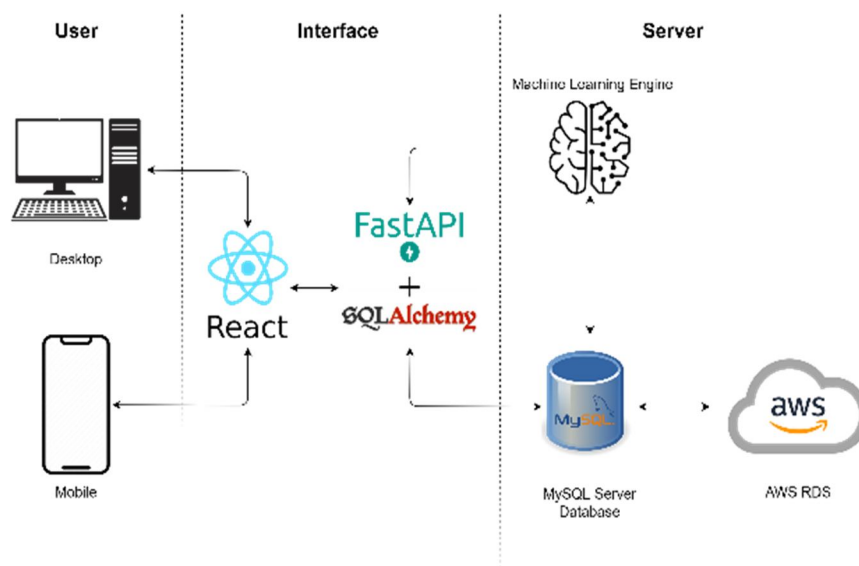 User
Interface
Server
Machine Learning Engine
FastAPI
Desktop
+
React
SQLAlchemy
MySQL
aws
Mobile
MySQL Server
Database
AWS RDS